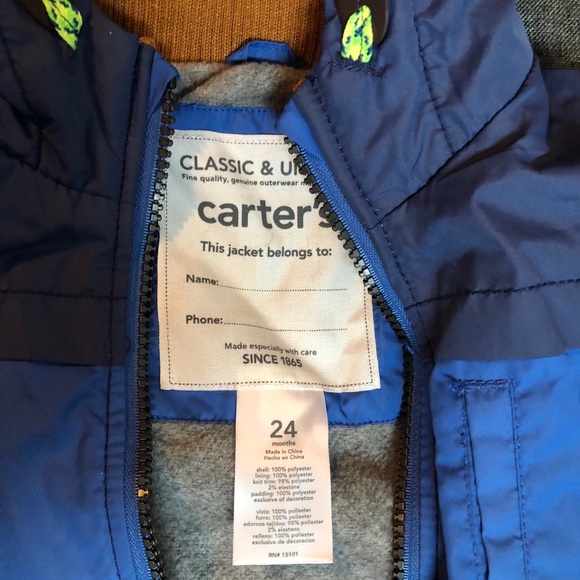 CLASSIC &
Fine quality, genuine outerwear
carter's
This jacket belongs to:
Name:
Phone:
Made especially with care
SINCE 1865
24
months
Made in China
Hecho en China
shell: 100% polyester
lining: 100% polyester
knit trim: 98% polyester
2% elastane
padding: 100% polyester
exclusive of decoration
vista: 100% poliester
forro: 100% poliester
adornos tejidos: 98% poliester
2% elastano
relleno: 100% poliester
exclusivo de decoracion
RN# 15101